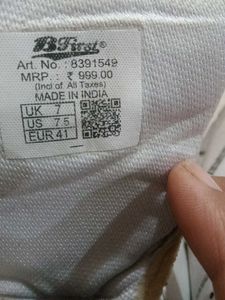 BFirst
Art. No. : 8391549
MRP. : ₹ 999.00
(Incl of All Taxes)
MADE IN INDIA
UK 7
US 7.5
EUR 41